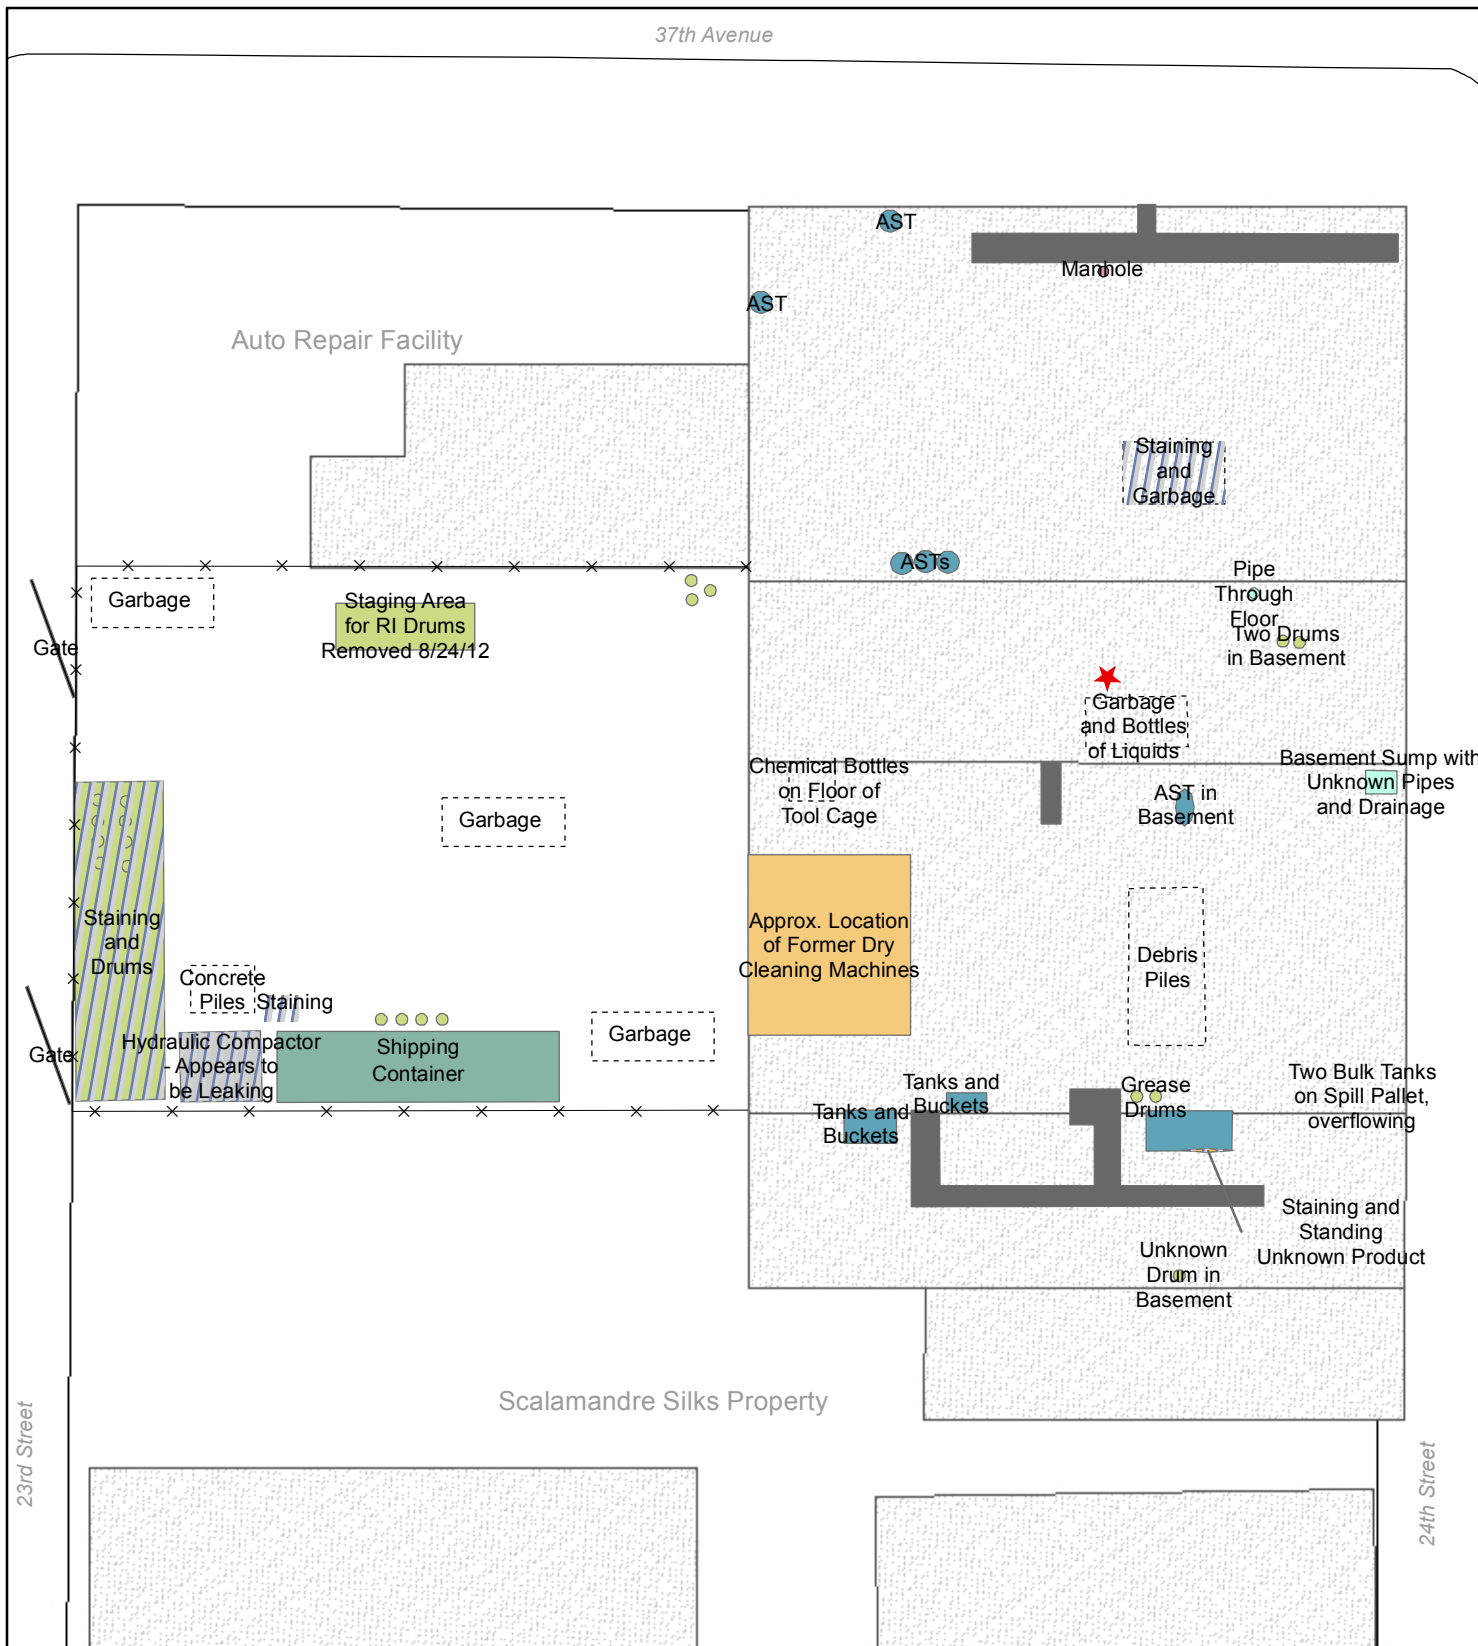 37th Avenue
AST
Manhole
AST
Auto Repair Facility
Staining
and
Garbage
ASTs
Pipe
Through
Floor
Garbage
Staging Area
for RI Drums
Removed 8/24/12
Gate
Two Drums
in Basement
Garbage
and Bottles
of Liquids
Chemical Bottles
on Floor of
Tool Cage
AST in
Basement
Basement Sump with
Unknown Pipes
and Drainage
Garbage
Staining
and
Drums
Approx. Location
of Former Dry
Cleaning Machines
Debris
Piles
Concrete
Piles
Staining
Hydraulic Compactor
- Appears to
be Leaking
Shipping
Container
Garbage
Gate
Tanks and
Buckets
Tanks and
Buckets
Grease
Drums
Two Bulk Tanks
on Spill Pallet,
overflowing
Staining and
Standing
Unknown Product
Unknown
Drum in
Basement
Scalamandre Silks Property
23rd Street
24th Street